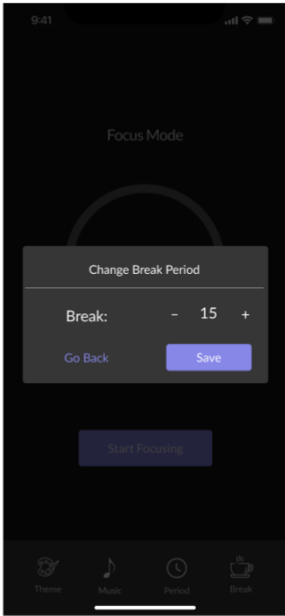 9:41
Focus Mode
Change Break Period
Break: – 15 +
Go Back Save
Start Focusing
Theme Music Period Break